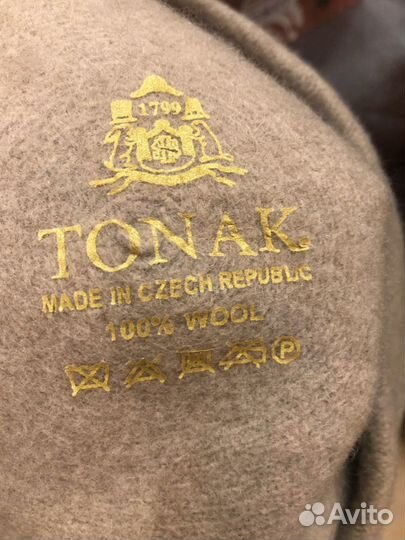 1799
TONAK
MADE IN CZECH REPUBLIC
100% WOOL
P
Avito